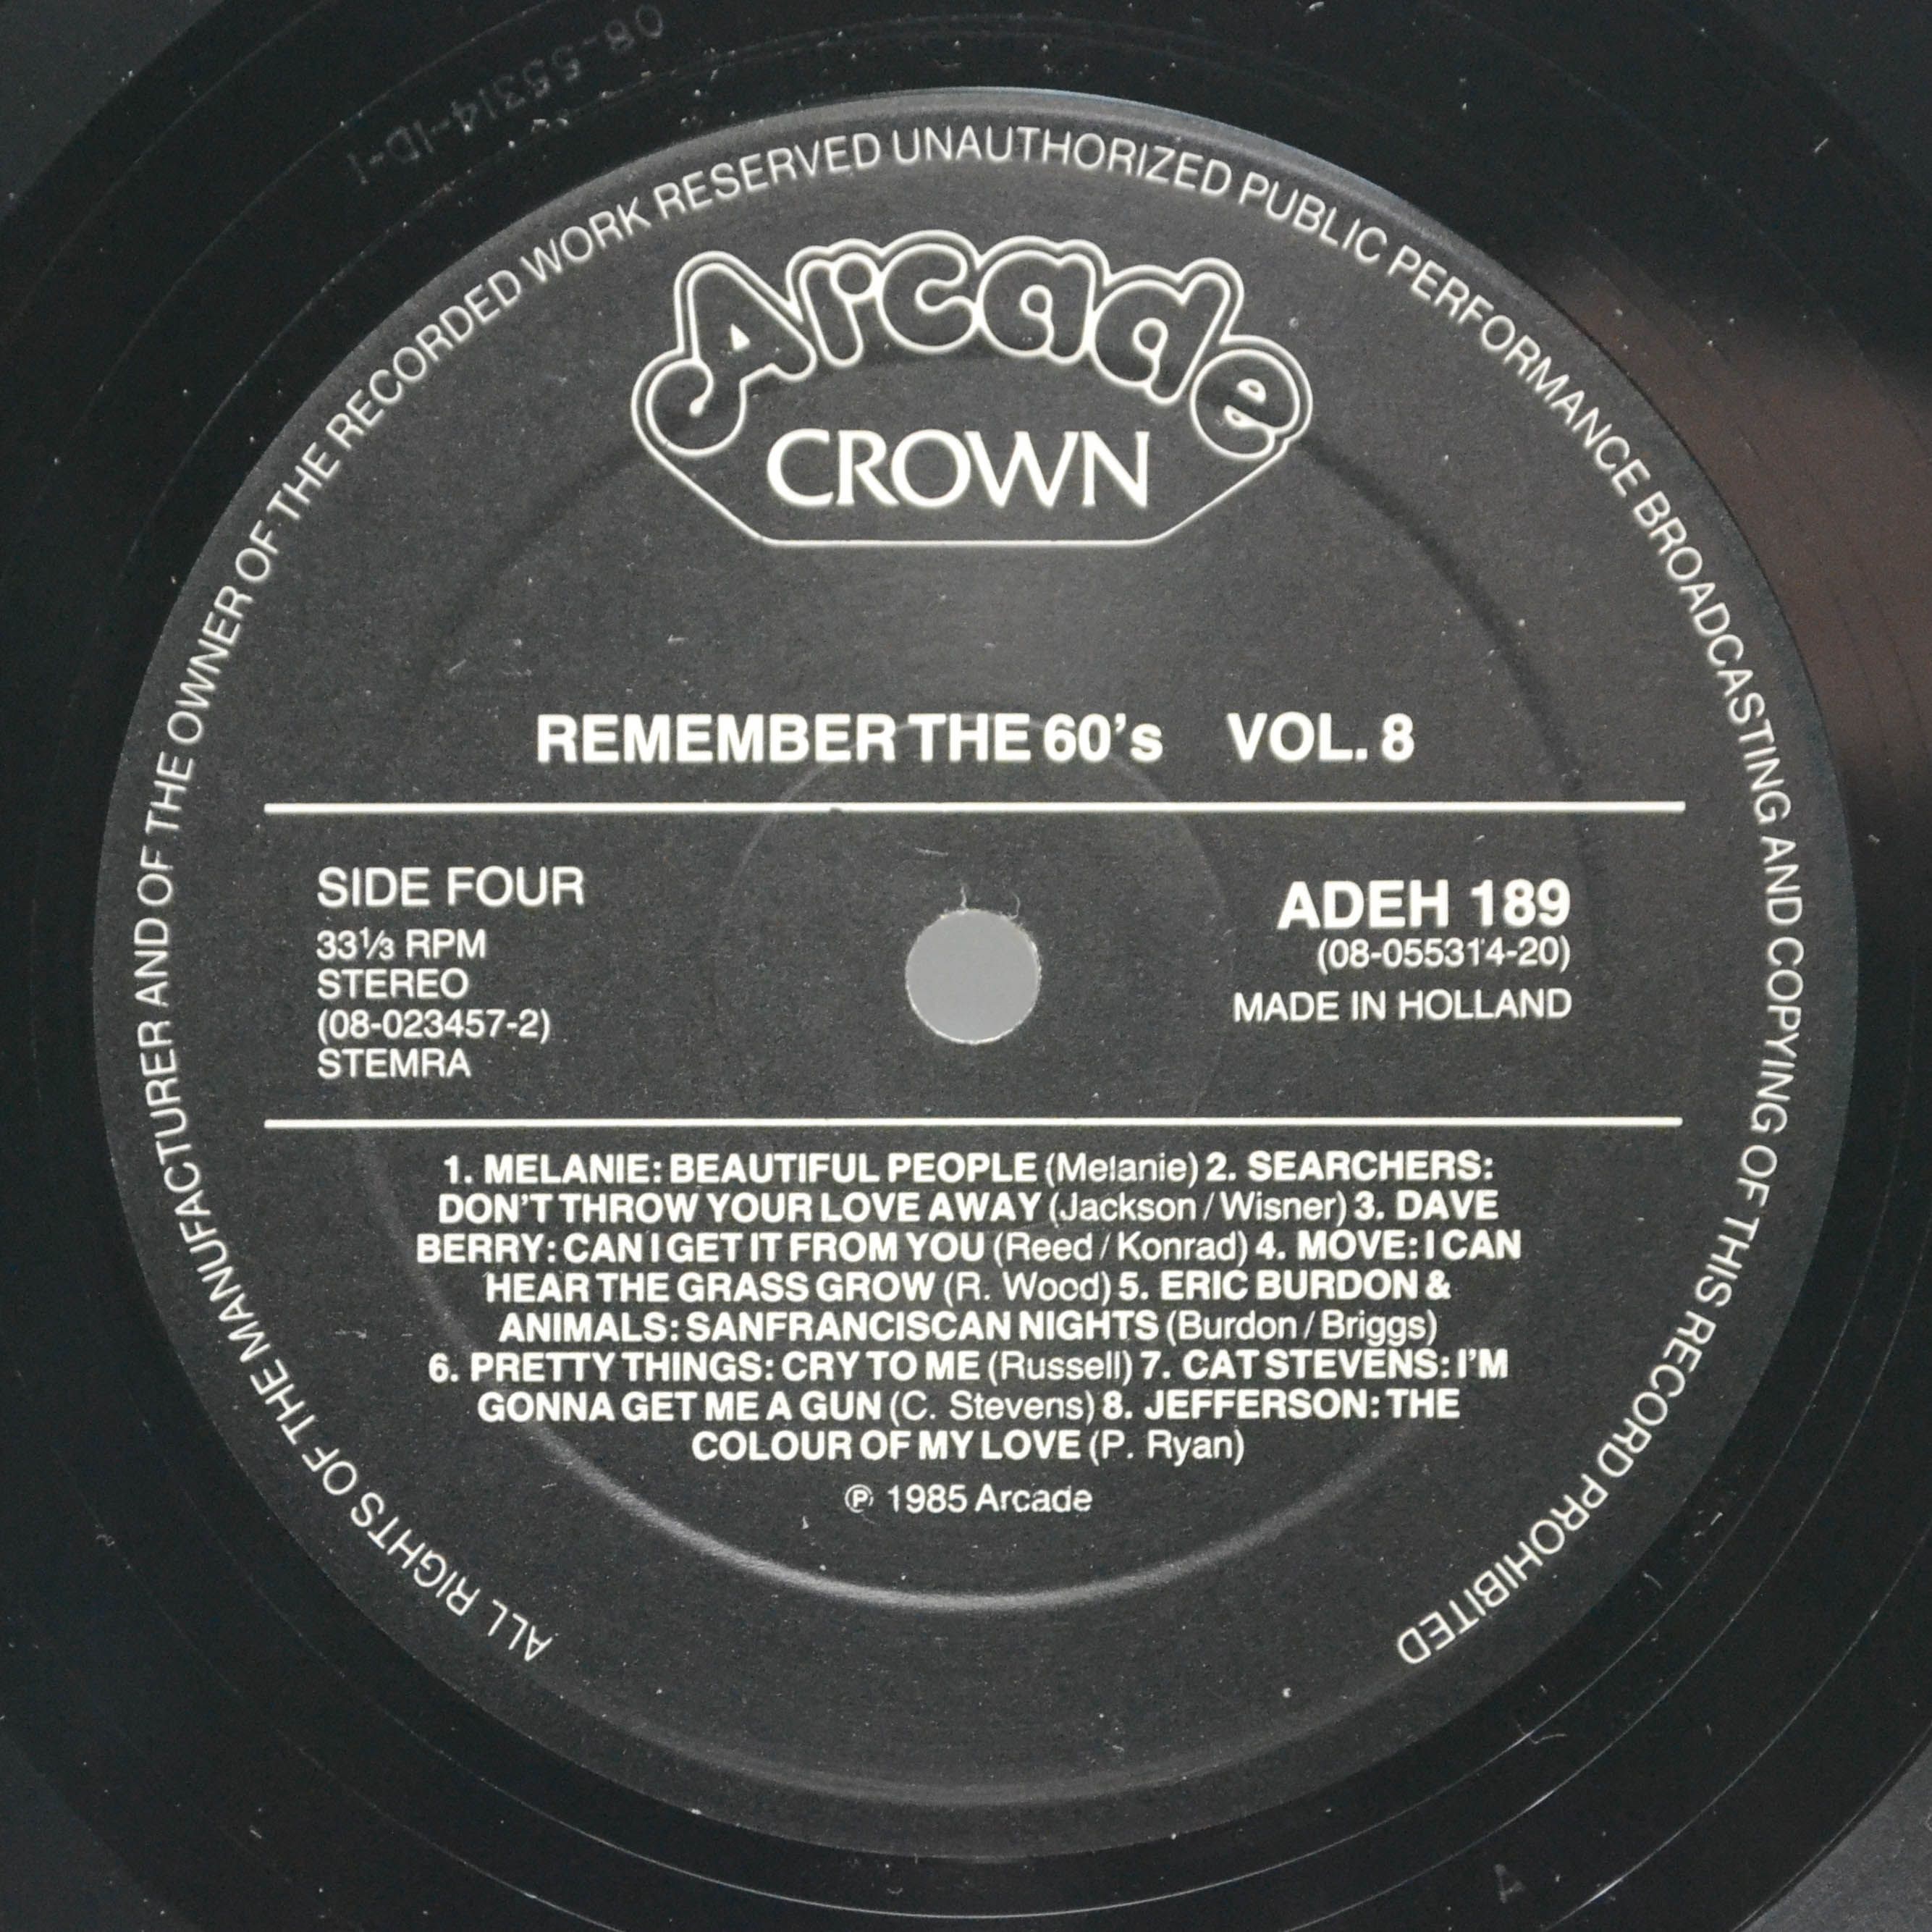 08-55314-1D-1
ALL RIGHTS OF THE MANUFACTURER AND OF THE OWNER OF THE RECORDED WORK RESERVED UNAUTHORIZED PUBLIC PERFORMANCE BROADCASTING AND COPYING OF THIS RECORD PROHIBITED
Arcade
CROWN
REMEMBER THE 60's VOL. 8
SIDE FOUR
33⅓ RPM
STEREO
(08-023457-2)
STEMRA
ADEH 189
(08-055314-20)
MADE IN HOLLAND
1. MELANIE: BEAUTIFUL PEOPLE (Melanie) 2. SEARCHERS:
DON'T THROW YOUR LOVE AWAY (Jackson / Wisner) 3. DAVE
BERRY: CAN I GET IT FROM YOU (Reed / Konrad) 4. MOVE: I CAN
HEAR THE GRASS GROW (R. Wood) 5. ERIC BURDON &
ANIMALS: SANFRANCISCAN NIGHTS (Burdon / Briggs)
6. PRETTY THINGS: CRY TO ME (Russell) 7. CAT STEVENS: I'M
GONNA GET ME A GUN (C. Stevens) 8. JEFFERSON: THE
COLOUR OF MY LOVE (P. Ryan)
℗ 1985 Arcade
A